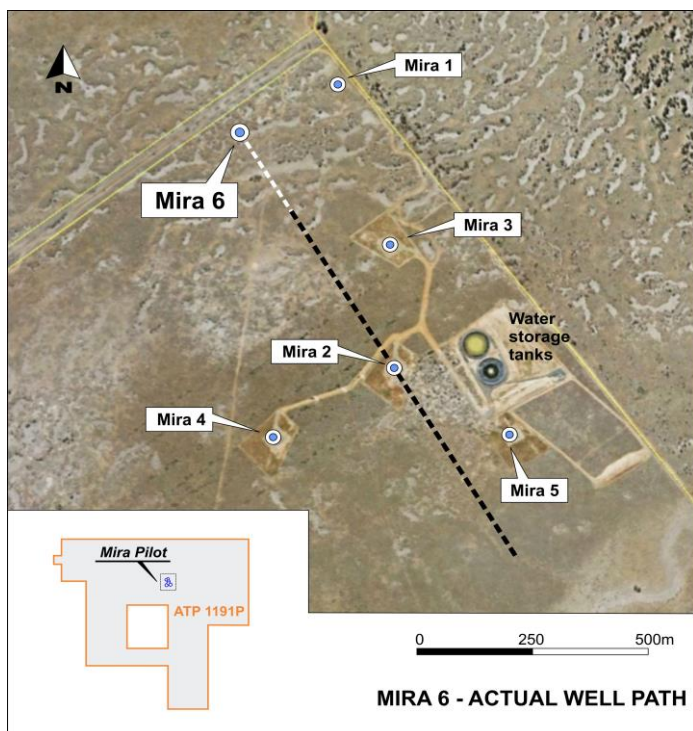 Mira 1
N
Mira 6
Mira 3
Water
storage
tanks
Mira 2
Mira 4
Mira 5
Mira Pilot
ATP 1191P
0 250 500m
MIRA 6 - ACTUAL WELL PATH